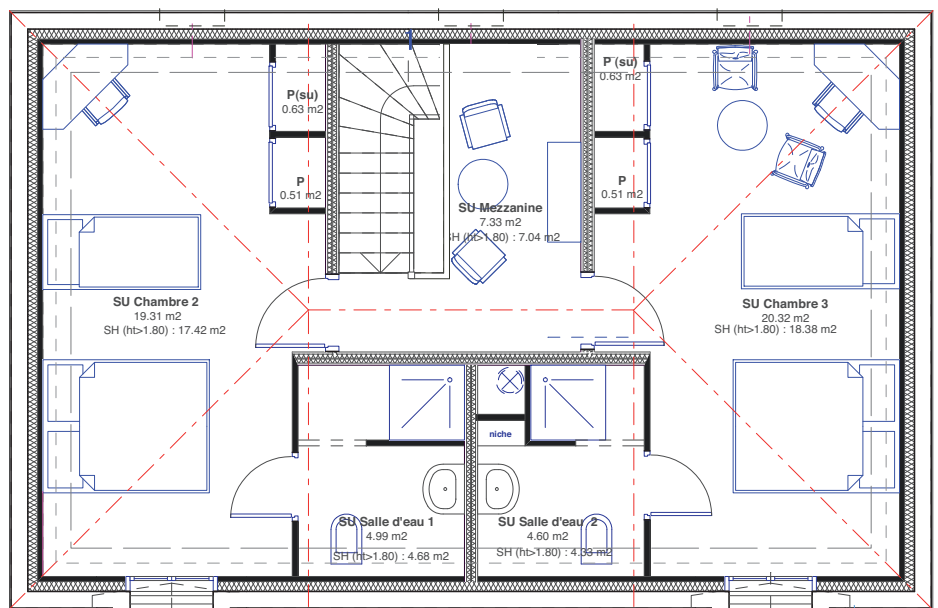 P(su)
0.63 m2
P
0.51 m2
P (su)
0.63 m2
P
0.51 m2
SU Mezzanine
7.33 m2
SH (ht>1.80) : 7.04 m2
SU Chambre 2
19.31 m2
SH (ht>1.80) : 17.42 m2
SU Chambre 3
20.32 m2
SH (ht>1.80) : 18.38 m2
niche
SU Salle d'eau 1
4.99 m2
SH (ht>1.80) : 4.68 m2
SU Salle d'eau 2
4.60 m2
SH (ht>1.80) : 4.33 m2